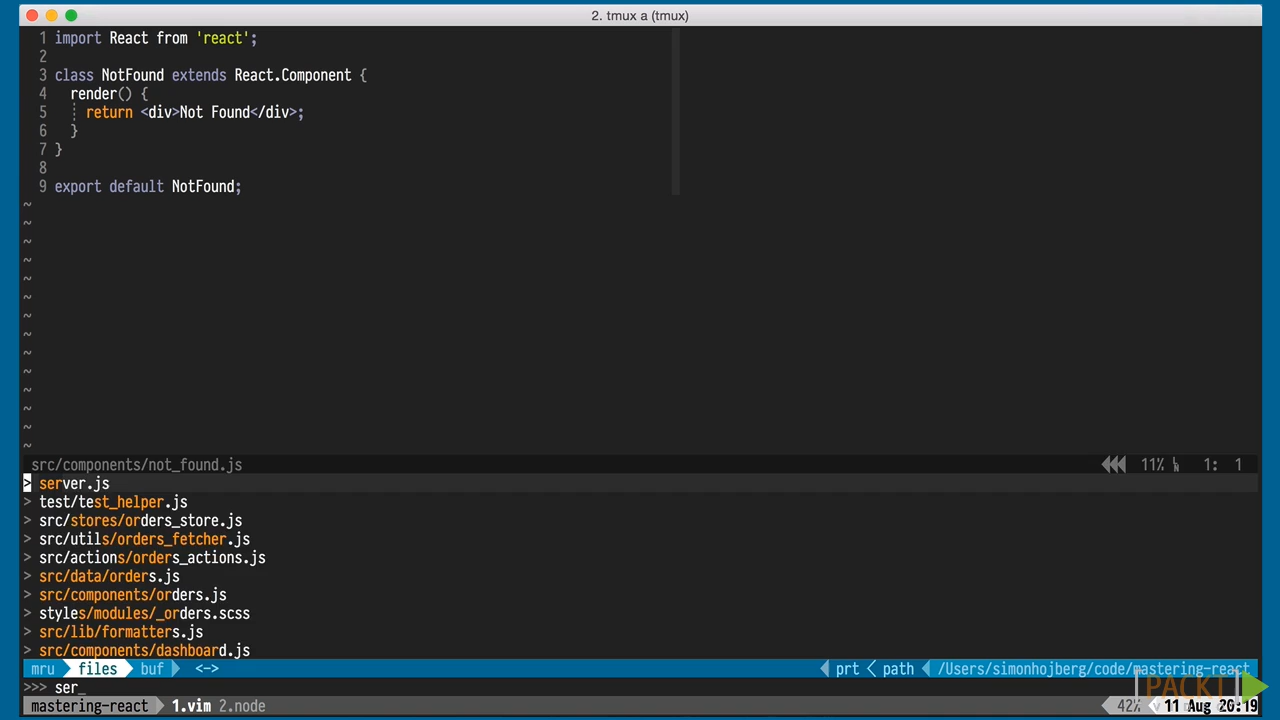 2. tmux a (tmux)
1 import React from 'react';
2
3 class NotFound extends React.Component {
4 render() {
5 return <div>Not Found</div>;
6 }
7 }
8
9 export default NotFound;
~
~
~
~
~
~
~
~
~
~
~
~
~
~
src/components/not_found.js 11% 1: 1
> server.js
> test/test_helper.js
> src/stores/orders_store.js
> src/utils/orders_fetcher.js
> src/actions/orders_actions.js
> src/data/orders.js
> src/components/orders.js
> styles/modules/_orders.scss
> src/lib/formatters.js
> src/components/dashboard.js
mru files buf <-> prt < path /Users/simonhojberg/code/mastering-react
>>> ser_
PACKT
mastering-react 1.vim 2.node 42% 11 Aug 20:19